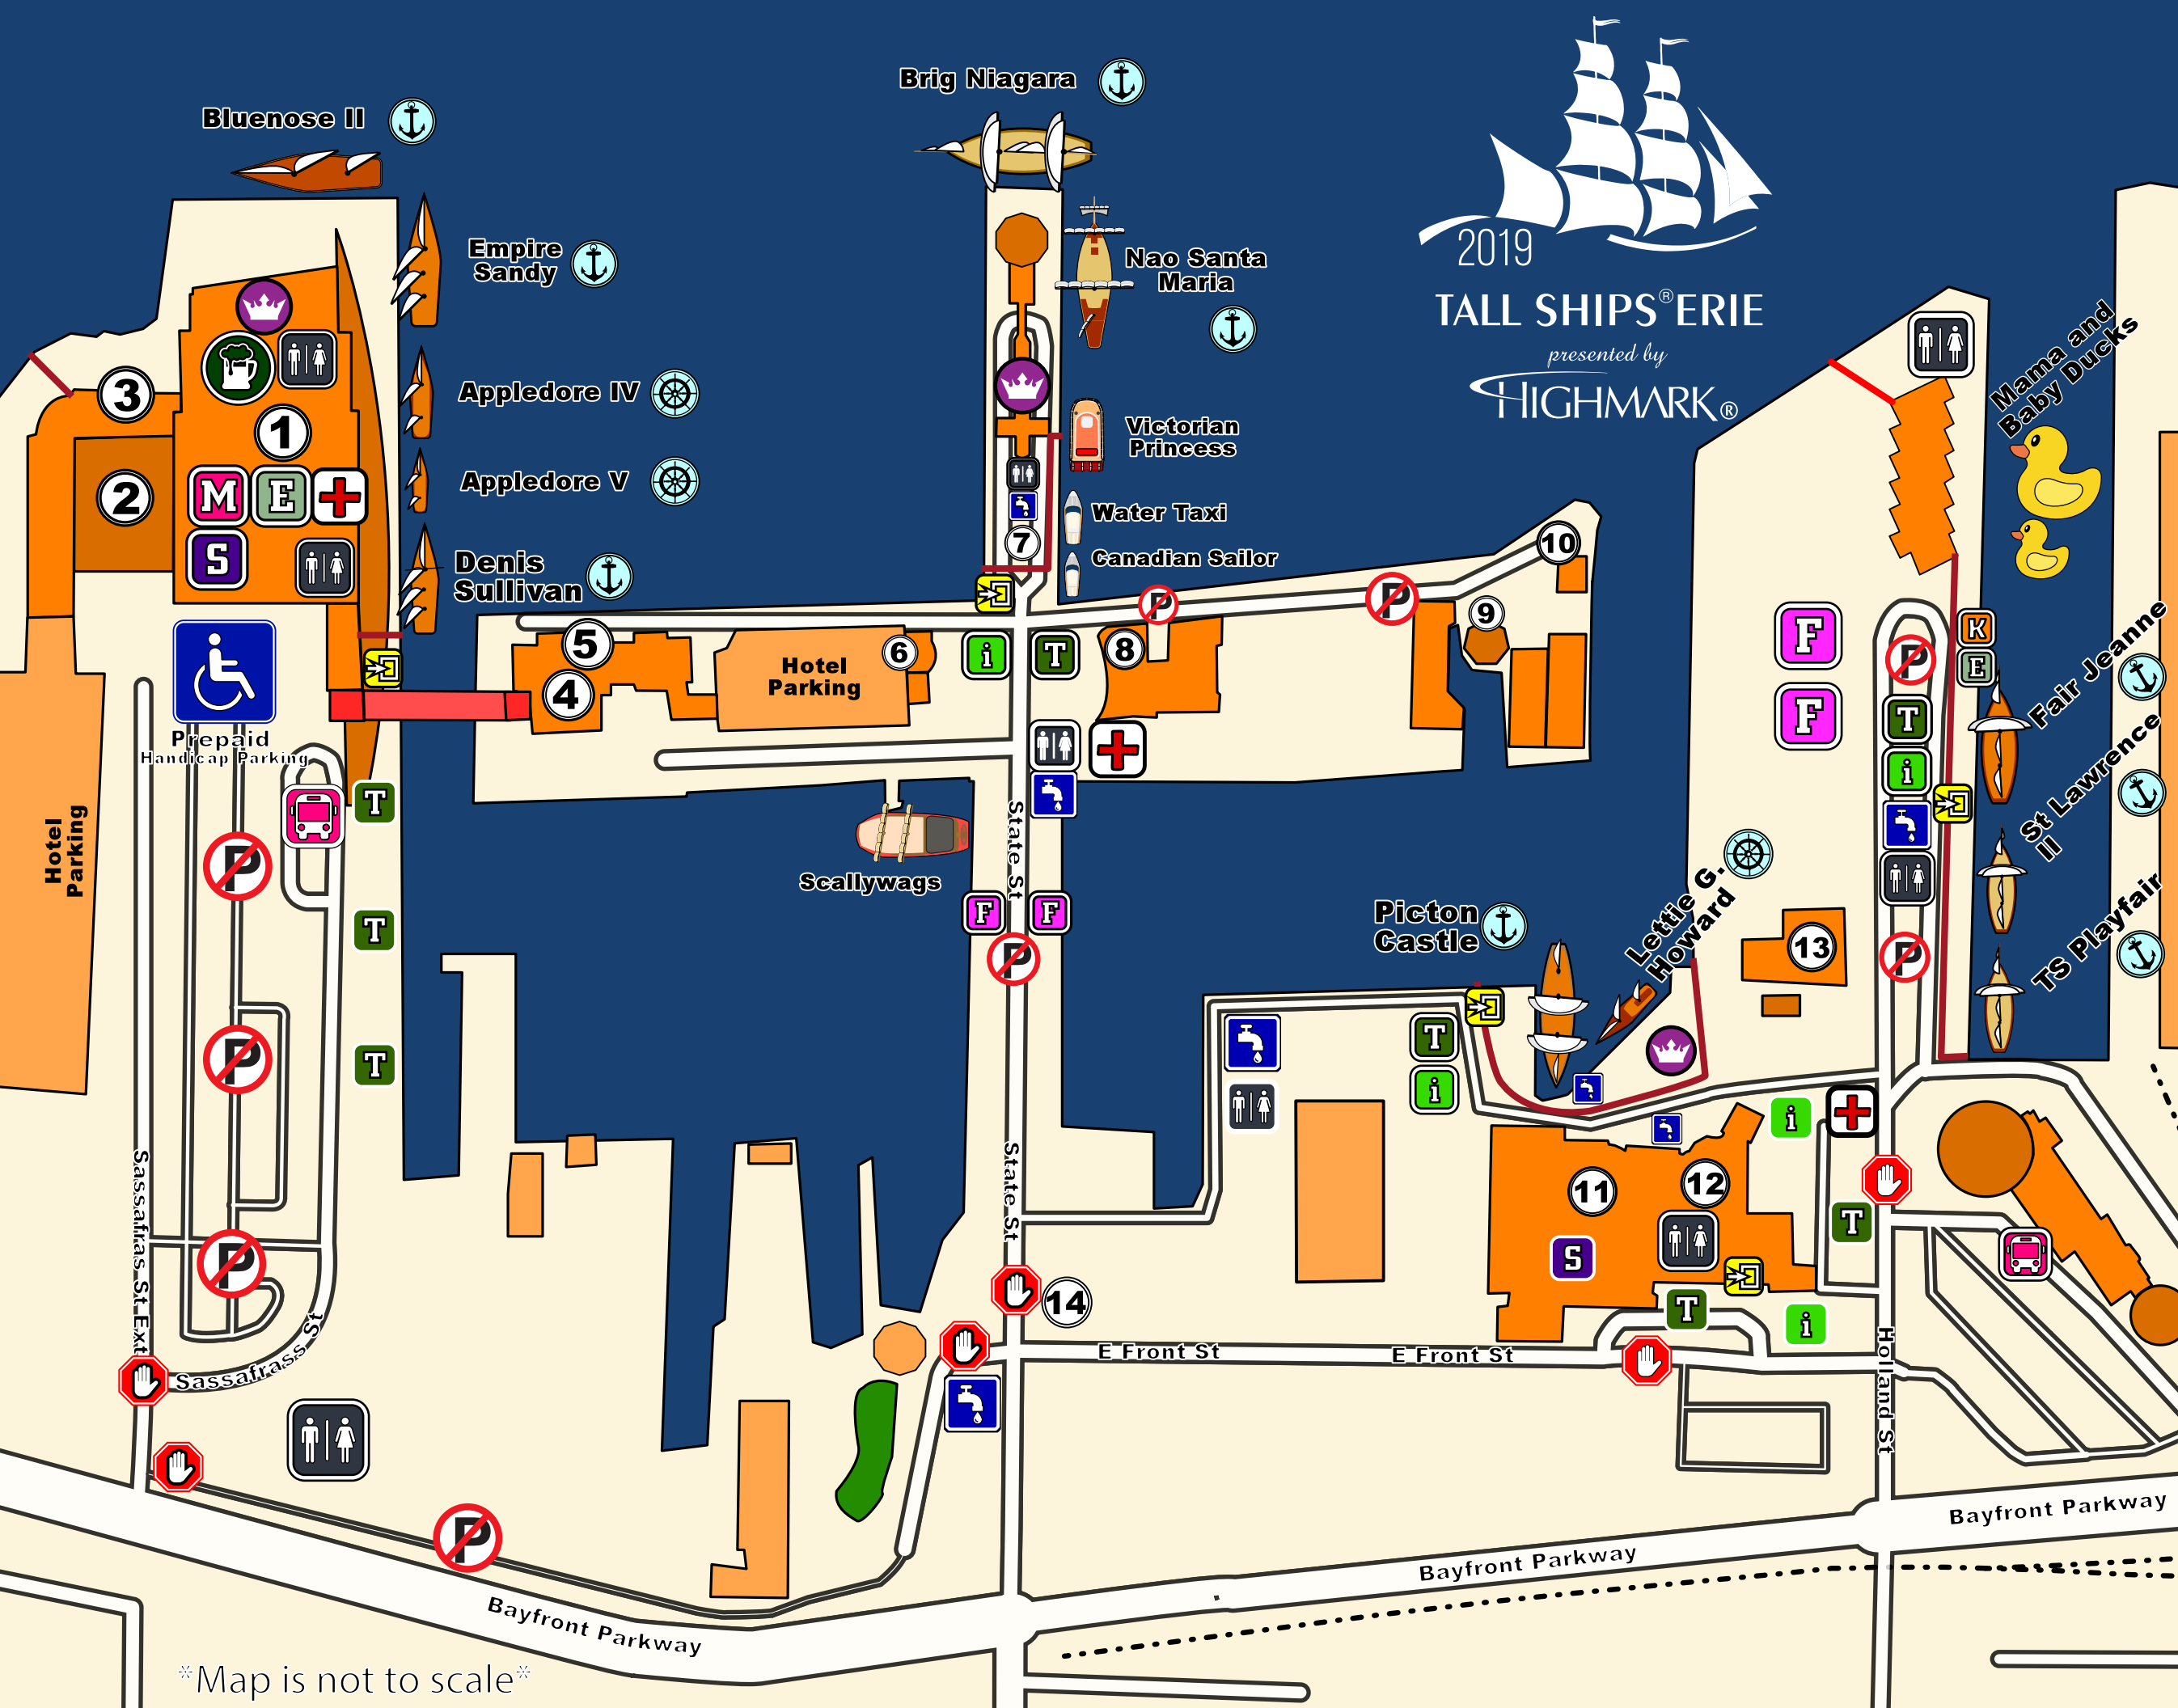 Bluenose II
Brig Niagara
2019
TALL SHIPS® ERIE
presented by
HIGHMARK®
Empire
Sandy
Nao Santa
Maria
Appledore IV
Appledore V
Denis
Sullivan
Victorian
Princess
Water Taxi
Canadian Sailor
Mama and
Baby Ducks
3
1
2
M
E
S
7
10
P
P
5
4
Hotel
Parking
6
i
T
8
9
F
F
K
E
P
T
i
Fair Jeanne
St Lawrence
II
TS Playfair
Prepaid
Handicap Parking
Hotel
Parking
T
T
T
P
P
P
Scallywags
State St
F
F
P
Picton
Castle
Lettie G.
Howard
13
P
T
i
i
11
12
S
T
T
i
State St
14
Sassafras St Ext
Sassafrass St
E Front St
E Front St
Holland St
P
Bayfront Parkway
Bayfront Parkway
Bayfront Parkway
*Map is not to scale*